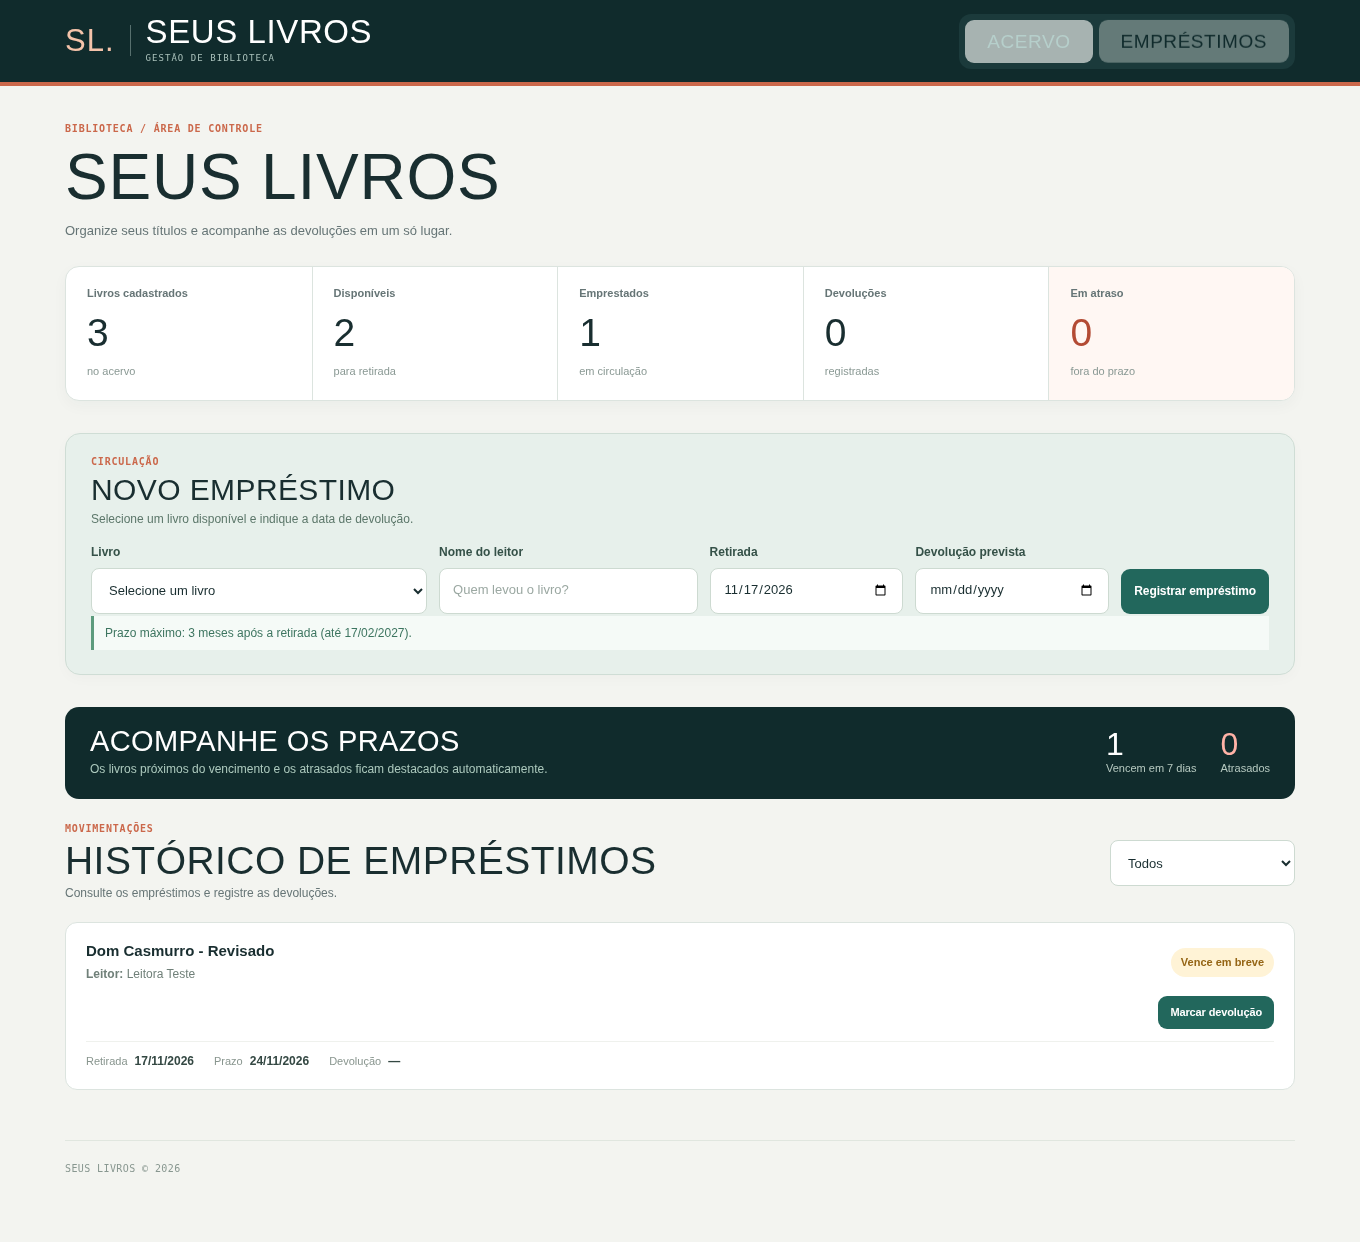 SL.
SEUS LIVROS
GESTÃO DE BIBLIOTECA
ACERVO
EMPRÉSTIMOS
BIBLIOTECA / ÁREA DE CONTROLE
SEUS LIVROS
Organize seus títulos e acompanhe as devoluções em um só lugar.
Livros cadastrados
3
no acervo
Disponíveis
2
para retirada
Emprestados
1
em circulação
Devoluções
0
registradas
Em atraso
0
fora do prazo
CIRCULAÇÃO
NOVO EMPRÉSTIMO
Selecione um livro disponível e indique a data de devolução.
Livro
Selecione um livro
Nome do leitor
Quem levou o livro?
Retirada
11/17/2026
Devolução prevista
mm/dd/yyyy
Registrar empréstimo
Prazo máximo: 3 meses após a retirada (até 17/02/2027).
ACOMPANHE OS PRAZOS
Os livros próximos do vencimento e os atrasados ficam destacados automaticamente.
1
Vencem em 7 dias
0
Atrasados
MOVIMENTAÇÕES
HISTÓRICO DE EMPRÉSTIMOS
Consulte os empréstimos e registre as devoluções.
Todos
Dom Casmurro - Revisado
Leitor: Leitora Teste
Vence em breve
Marcar devolução
Retirada 17/11/2026 Prazo 24/11/2026 Devolução —
SEUS LIVROS © 2026